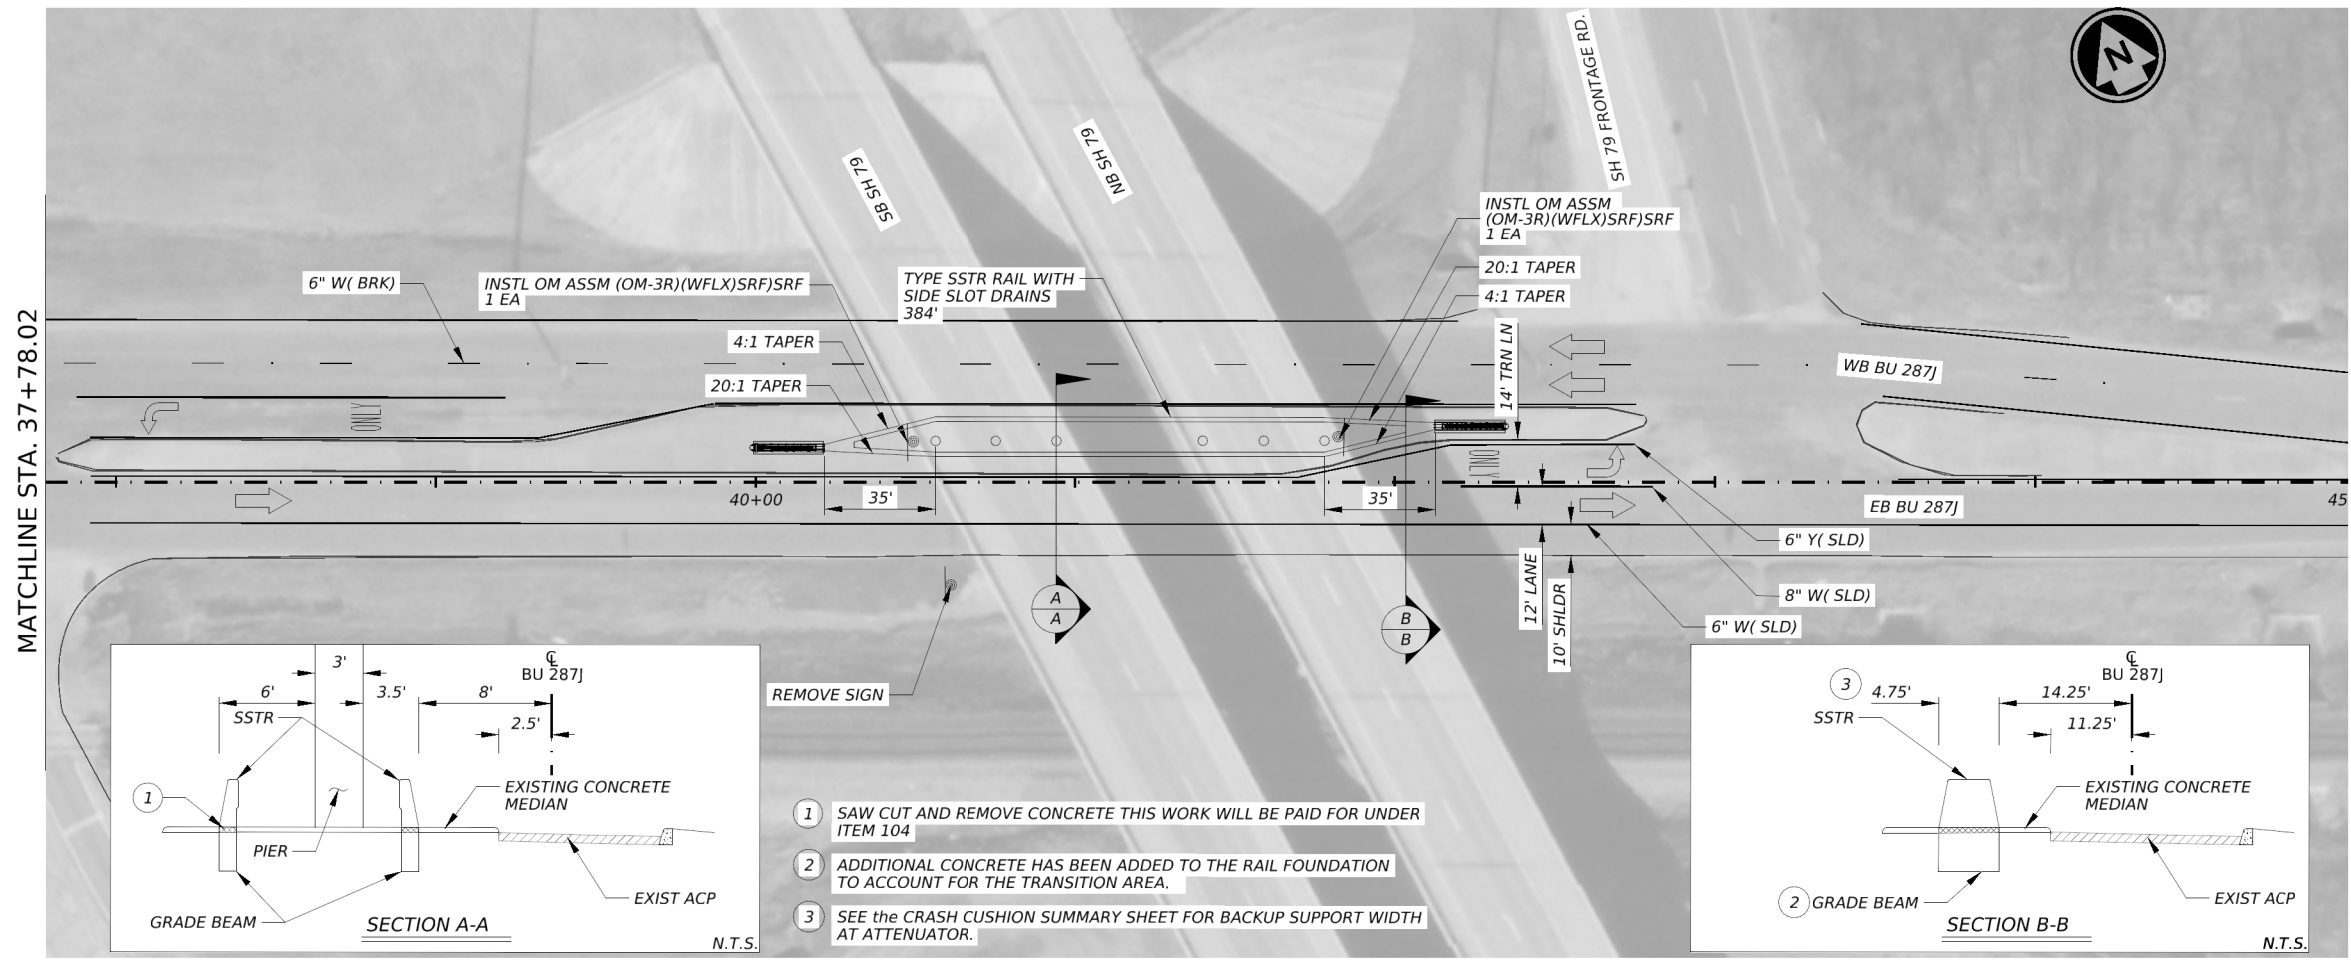 N
SH 79 FRONTAGE RD.
SB SH 79
NB SH 79
INSTL OM ASSM
(OM-3R)(WFLX)SRF)SRF
1 EA
20:1 TAPER
4:1 TAPER
6" W( BRK)
INSTL OM ASSM (OM-3R)(WFLX)SRF)SRF
1 EA
TYPE SSTR RAIL WITH
SIDE SLOT DRAINS
384'
4:1 TAPER
20:1 TAPER
14' TRN LN
WB BU 287J
MATCHLINE STA. 37+78.02
ONLY
ONLY
40+00
35'
35'
EB BU 287J
45
6" Y( SLD)
8" W( SLD)
6" W( SLD)
12' LANE
10' SHLDR
A
A
B
B
REMOVE SIGN
3'
℄
BU 287J
6'
3.5'
8'
2.5'
SSTR
1
EXISTING CONCRETE
MEDIAN
PIER
EXIST ACP
GRADE BEAM
SECTION A-A
N.T.S.
1 SAW CUT AND REMOVE CONCRETE THIS WORK WILL BE PAID FOR UNDER
ITEM 104
2 ADDITIONAL CONCRETE HAS BEEN ADDED TO THE RAIL FOUNDATION
TO ACCOUNT FOR THE TRANSITION AREA.
3 SEE the CRASH CUSHION SUMMARY SHEET FOR BACKUP SUPPORT WIDTH
AT ATTENUATOR.
℄
BU 287J
3 4.75'
14.25'
11.25'
SSTR
EXISTING CONCRETE
MEDIAN
2 GRADE BEAM
EXIST ACP
SECTION B-B
N.T.S.